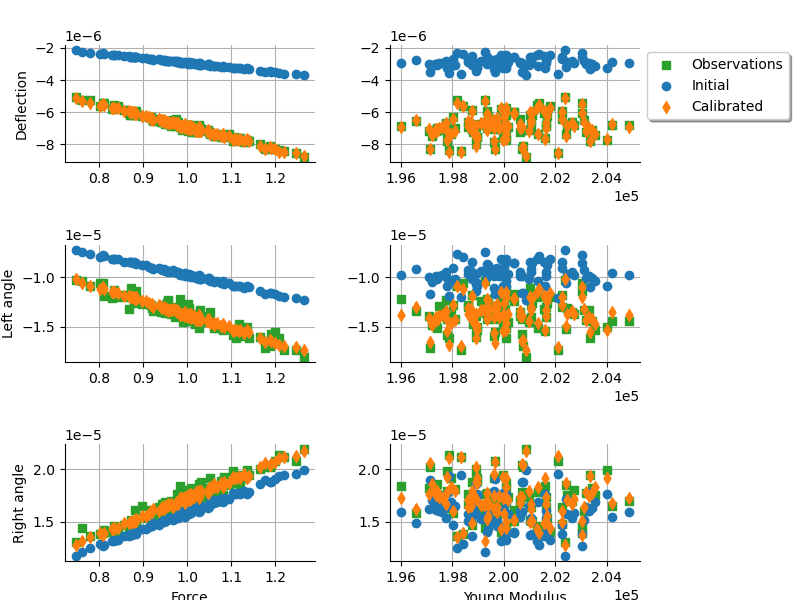 1e−6
−2
−4
−6
−8
Deflection
0.8 0.9 1.0 1.1 1.2
1e−6
−2
−4
−6
−8
1.96 1.98 2.00 2.02 2.04
1e5
Observations
Initial
Calibrated
1e−5
−1.0
−1.5
Left angle
0.8 0.9 1.0 1.1 1.2
1e−5
−1.0
−1.5
1.96 1.98 2.00 2.02 2.04
1e5
1e−5
2.0
1.5
Right angle
0.8 0.9 1.0 1.1 1.2
Force
1e−5
2.0
1.5
1.96 1.98 2.00 2.02 2.04
1e5
Young Modulus